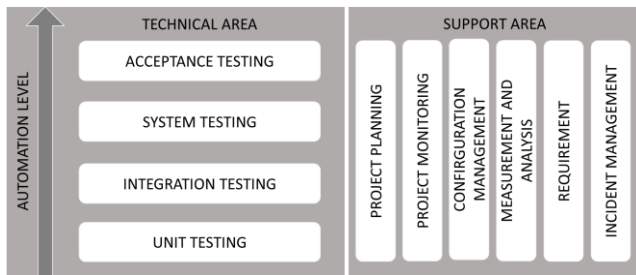 AUTOMATION LEVEL
TECHNICAL AREA
ACCEPTANCE TESTING
SYSTEM TESTING
INTEGRATION TESTING
UNIT TESTING
SUPPORT AREA
PROJECT PLANNING
PROJECT MONITORING
CONFIRGURATION
MANAGEMENT
MEASUREMENT AND
ANALYSIS
REQUIREMENT
INCIDENT MANAGEMENT